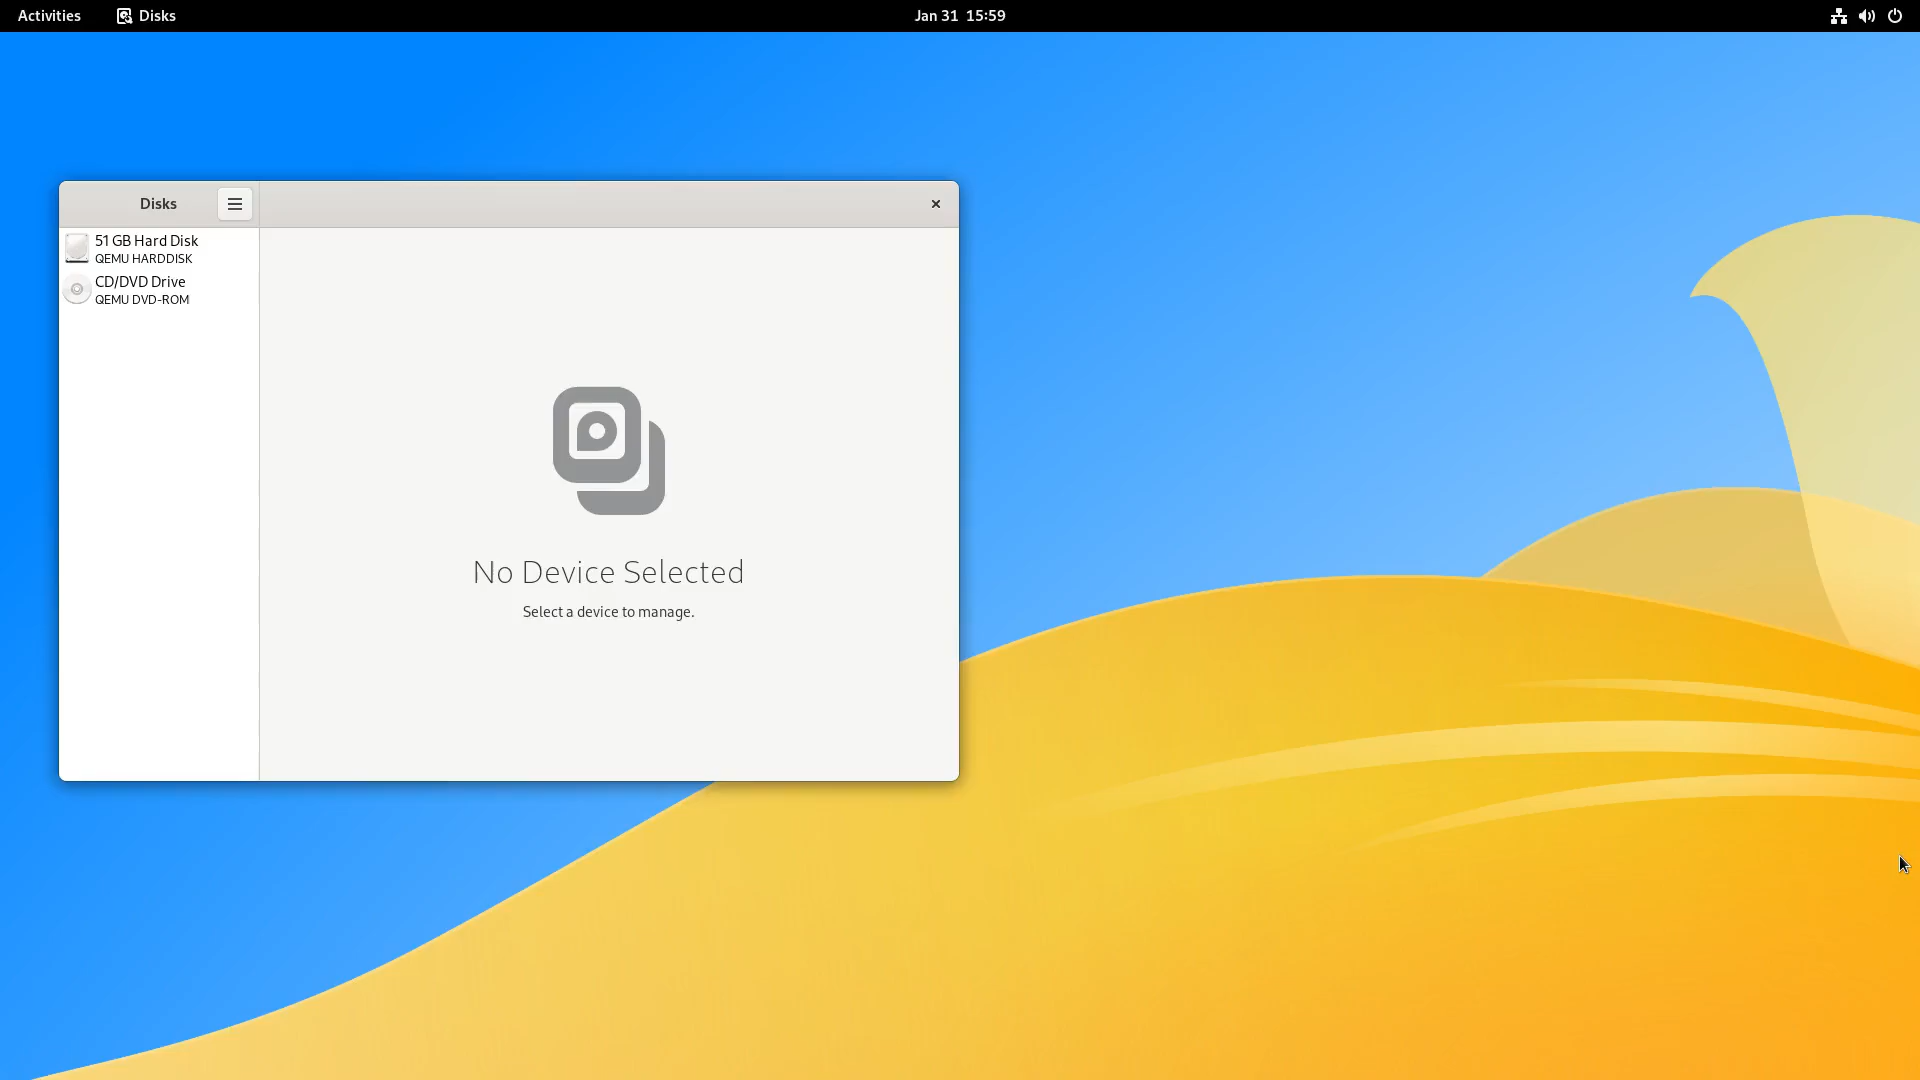 Activities
Disks
Jan 31 15:59
Disks
51 GB Hard Disk
QEMU HARDDISK
CD/DVD Drive
QEMU DVD-ROM
No Device Selected
Select a device to manage.